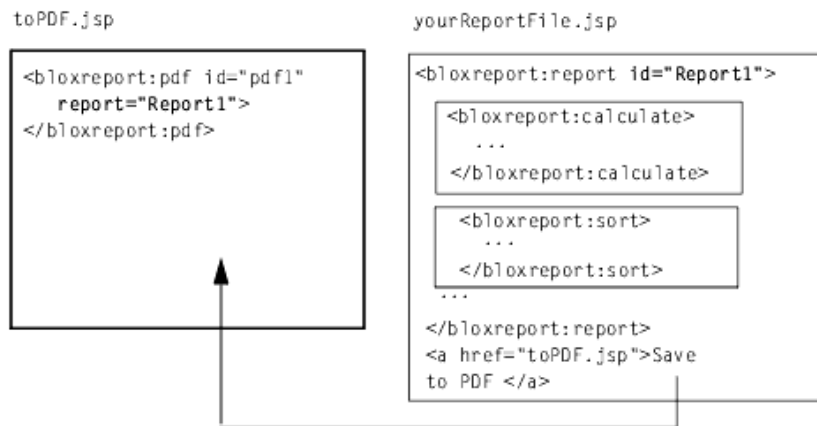 toPDF.jsp
<bloxreport:pdf id="pdf1"
report="Report1">
</bloxreport:pdf>
yourReportFile.jsp
<bloxreport:report id="Report1">
<bloxreport:calculate>
...
</bloxreport:calculate>
<bloxreport:sort>
...
</bloxreport:sort>
...
</bloxreport:report>
<a href="toPDF.jsp">Save
to PDF </a>